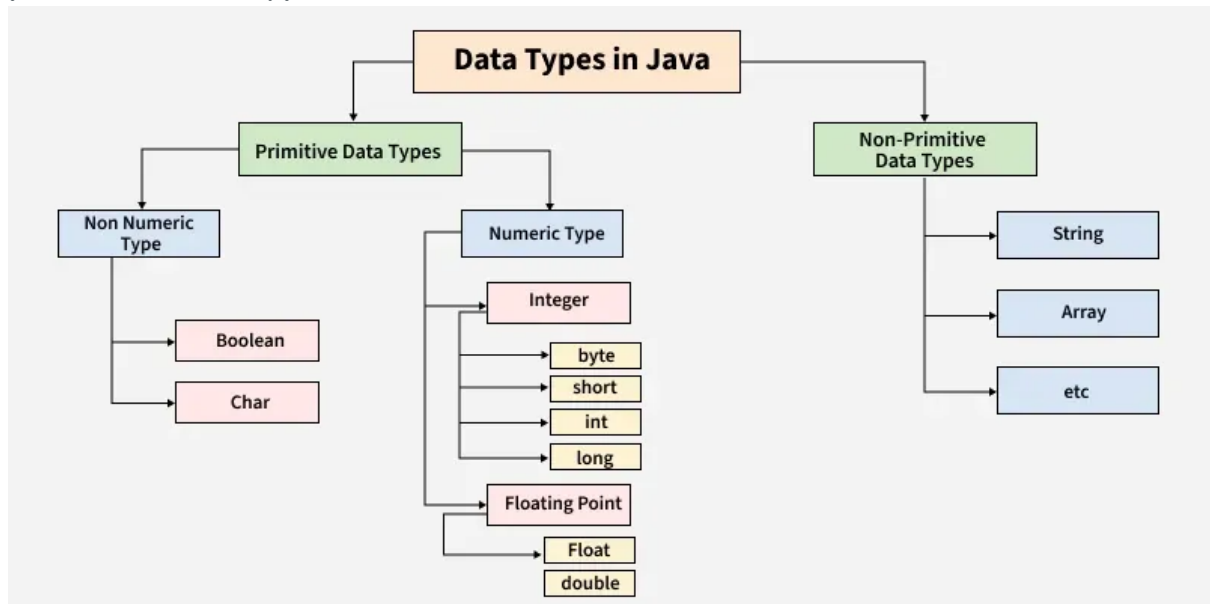 Data Types in Java
Primitive Data Types
Non-Primitive
Data Types
Non Numeric
Type
Numeric Type
String
Integer
Array
Boolean
byte
short
Char
int
etc
long
Floating Point
Float
double